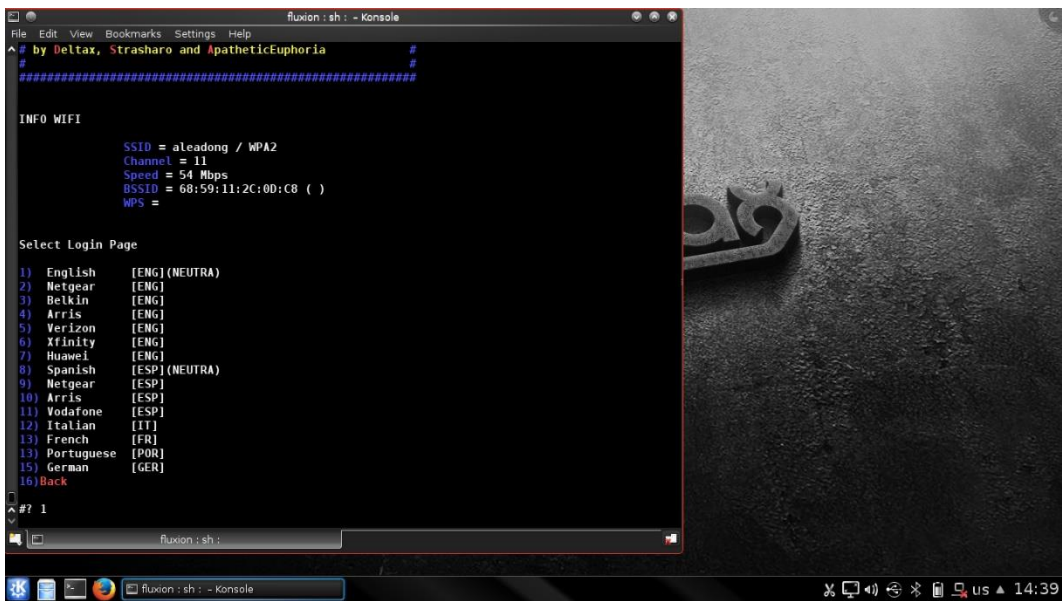 fluxion : sh : – Konsole
File Edit View Bookmarks Settings Help
# by Deltax, Strasharo and ApatheticEuphoria #
# #
#########################################################
INFO WIFI
SSID = aleadong / WPA2
Channel = 11
Speed = 54 Mbps
BSSID = 68:59:11:2C:0D:C8 ( )
WPS =
Select Login Page
1) English [ENG](NEUTRA)
2) Netgear [ENG]
3) Belkin [ENG]
4) Arris [ENG]
5) Verizon [ENG]
6) Xfinity [ENG]
7) Huawei [ENG]
8) Spanish [ESP](NEUTRA)
9) Netgear [ESP]
10) Arris [ESP]
11) Vodafone [ESP]
12) Italian [IT]
13) French [FR]
13) Portuguese [POR]
15) German [GER]
16)Back
#? 1
fluxion : sh :
fluxion : sh : – Konsole
us
14:39